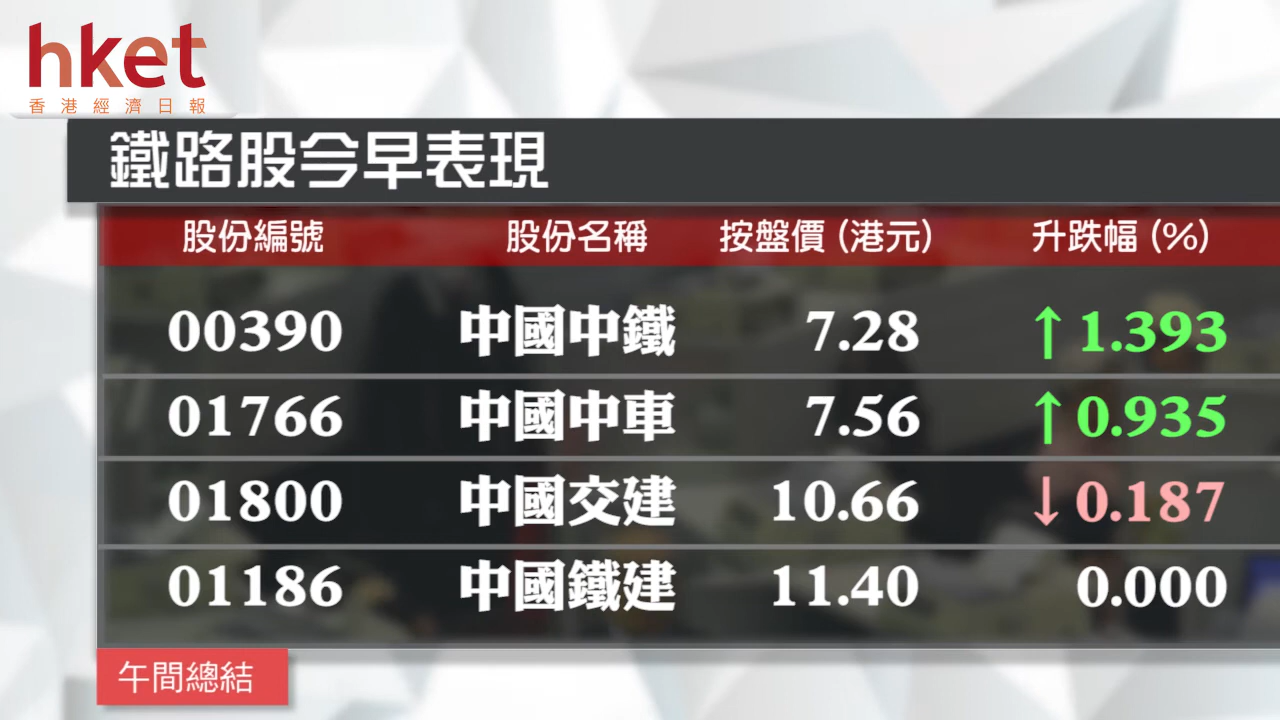 hket
香港經濟日報
鐵路股今早表現
股份編號 股份名稱 按盤價 (港元) 升跌幅 (%)
00390 中國中鐵 7.28 ↑ 1.393
01766 中國中車 7.56 ↑ 0.935
01800 中國交建 10.66 ↓ 0.187
01186 中國鐵建 11.40 0.000
午間總結